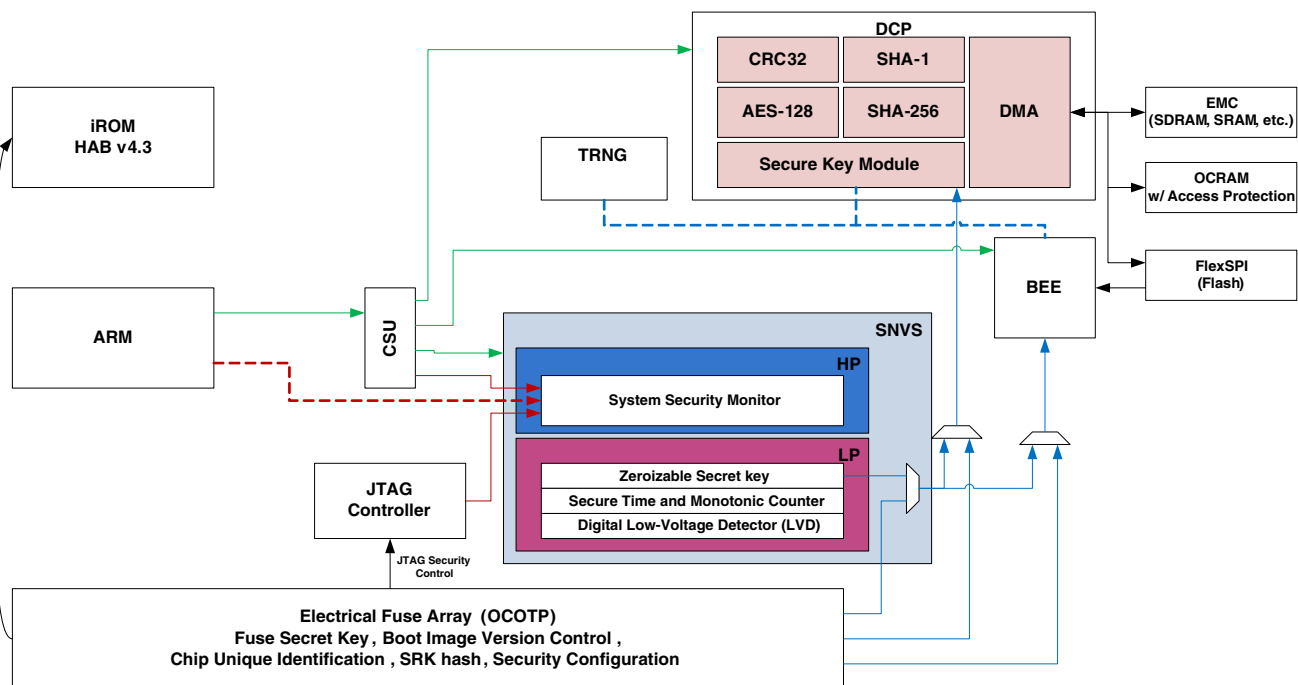 DCP
CRC32
SHA-1
AES-128
SHA-256
DMA
Secure Key Module
EMC
(SDRAM, SRAM, etc.)
OCRAM
w/ Access Protection
FlexSPI
(Flash)
iROM
HAB v4.3
TRNG
BEE
ARM
CSU
SNVS
HP
System Security Monitor
LP
Zeroizable Secret key
Secure Time and Monotonic Counter
Digital Low-Voltage Detector (LVD)
JTAG
Controller
JTAG Security
Control
Electrical Fuse Array (OCOTP)
Fuse Secret Key , Boot Image Version Control ,
Chip Unique Identification , SRK hash , Security Configuration